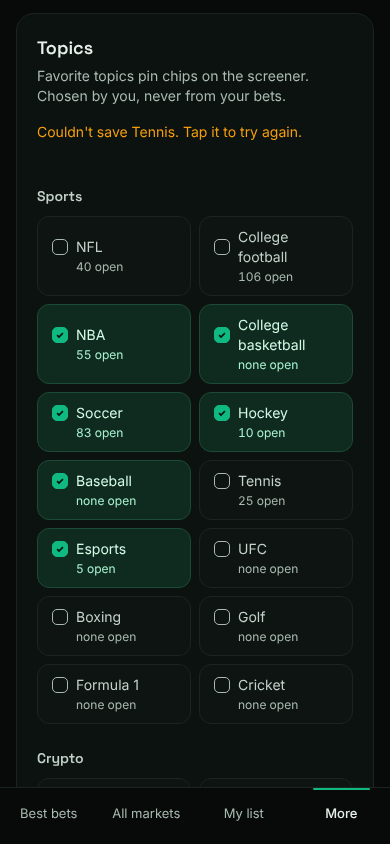 Topics
Favorite topics pin chips on the screener.
Chosen by you, never from your bets.
Couldn't save Tennis. Tap it to try again.
Sports
NFL
40 open
College
football
106 open
NBA
55 open
College
basketball
none open
Soccer
83 open
Hockey
10 open
Baseball
none open
Tennis
25 open
Esports
5 open
UFC
none open
Boxing
none open
Golf
none open
Formula 1
none open
Cricket
none open
Crypto
Best bets
All markets
My list
More